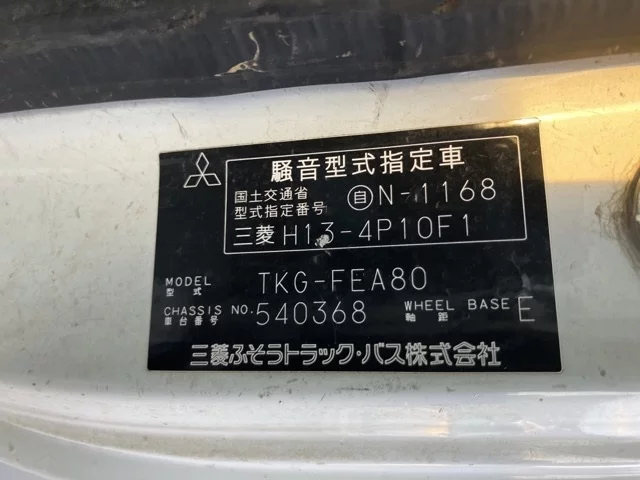 騒音型式指定車
国土交通省
型式指定番号 自N-1168
三菱 H13-4P10F1
MODEL
型式 TKG-FEA80
CHASSIS NO. 540368 WHEEL BASE E
車台番号 軸距
三菱ふそうトラック・バス株式会社